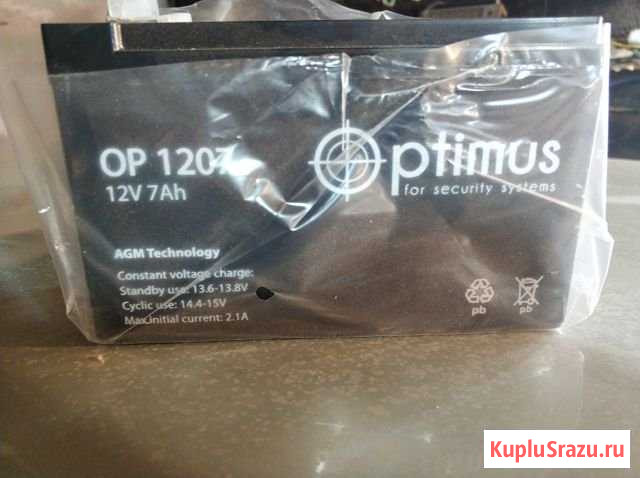 OP 1207
12V 7Ah
Optimus
for security systems
AGM Technology
Constant voltage charge:
Standby use: 13.6-13.8V
Cyclic use: 14.4-15V
Max.initial current: 2.1A
pb pb
KupluSrazu.ru